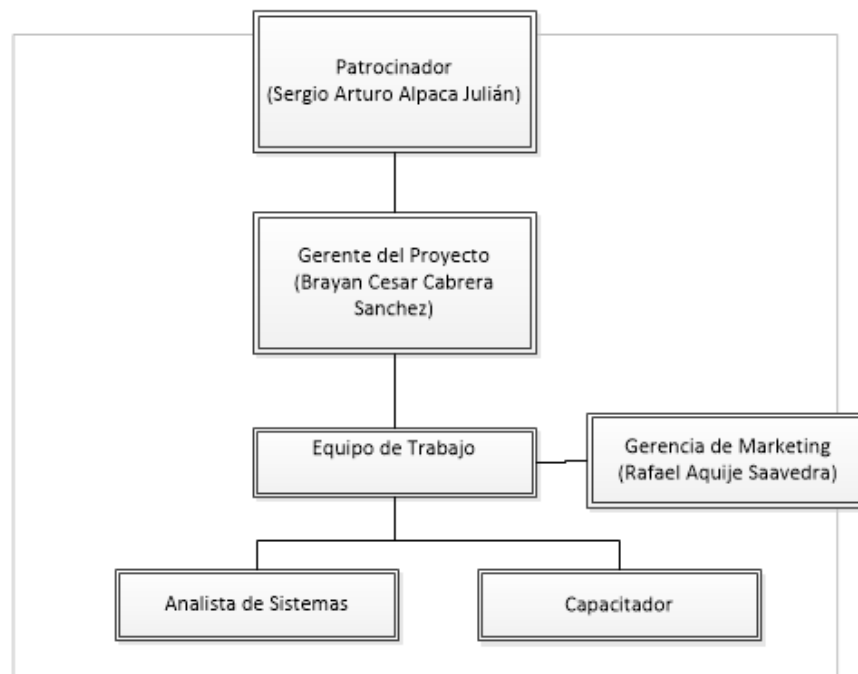 Patrocinador
(Sergio Arturo Alpaca Julián)
Gerente del Proyecto
(Brayan Cesar Cabrera
Sanchez)
Equipo de Trabajo
Gerencia de Marketing
(Rafael Aquije Saavedra)
Analista de Sistemas
Capacitador